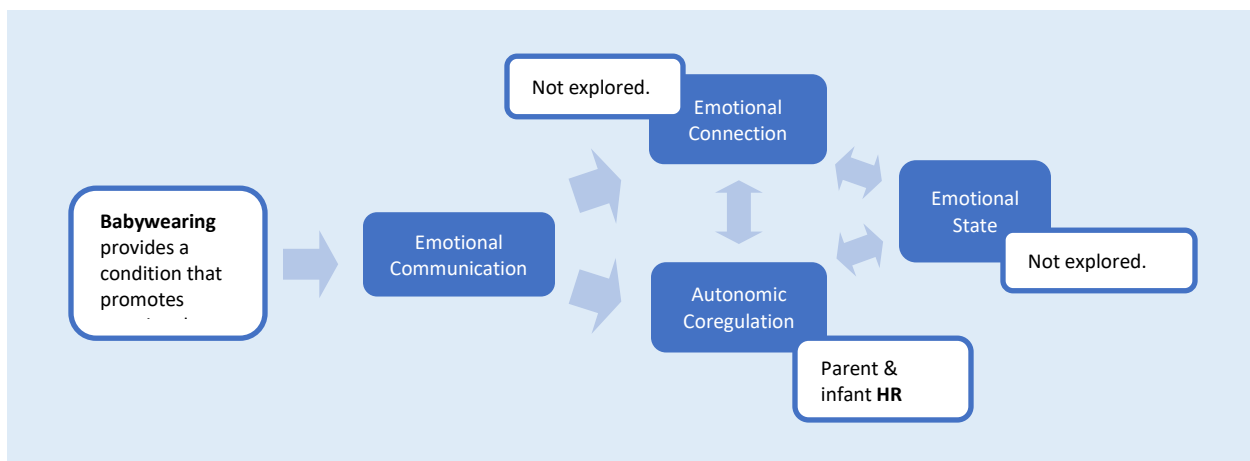 Not explored.
Emotional
Connection
Babywearing
provides a
condition that
promotes
Emotional
Communication
Emotional
State
Not explored.
Autonomic
Coregulation
Parent &
infant HR